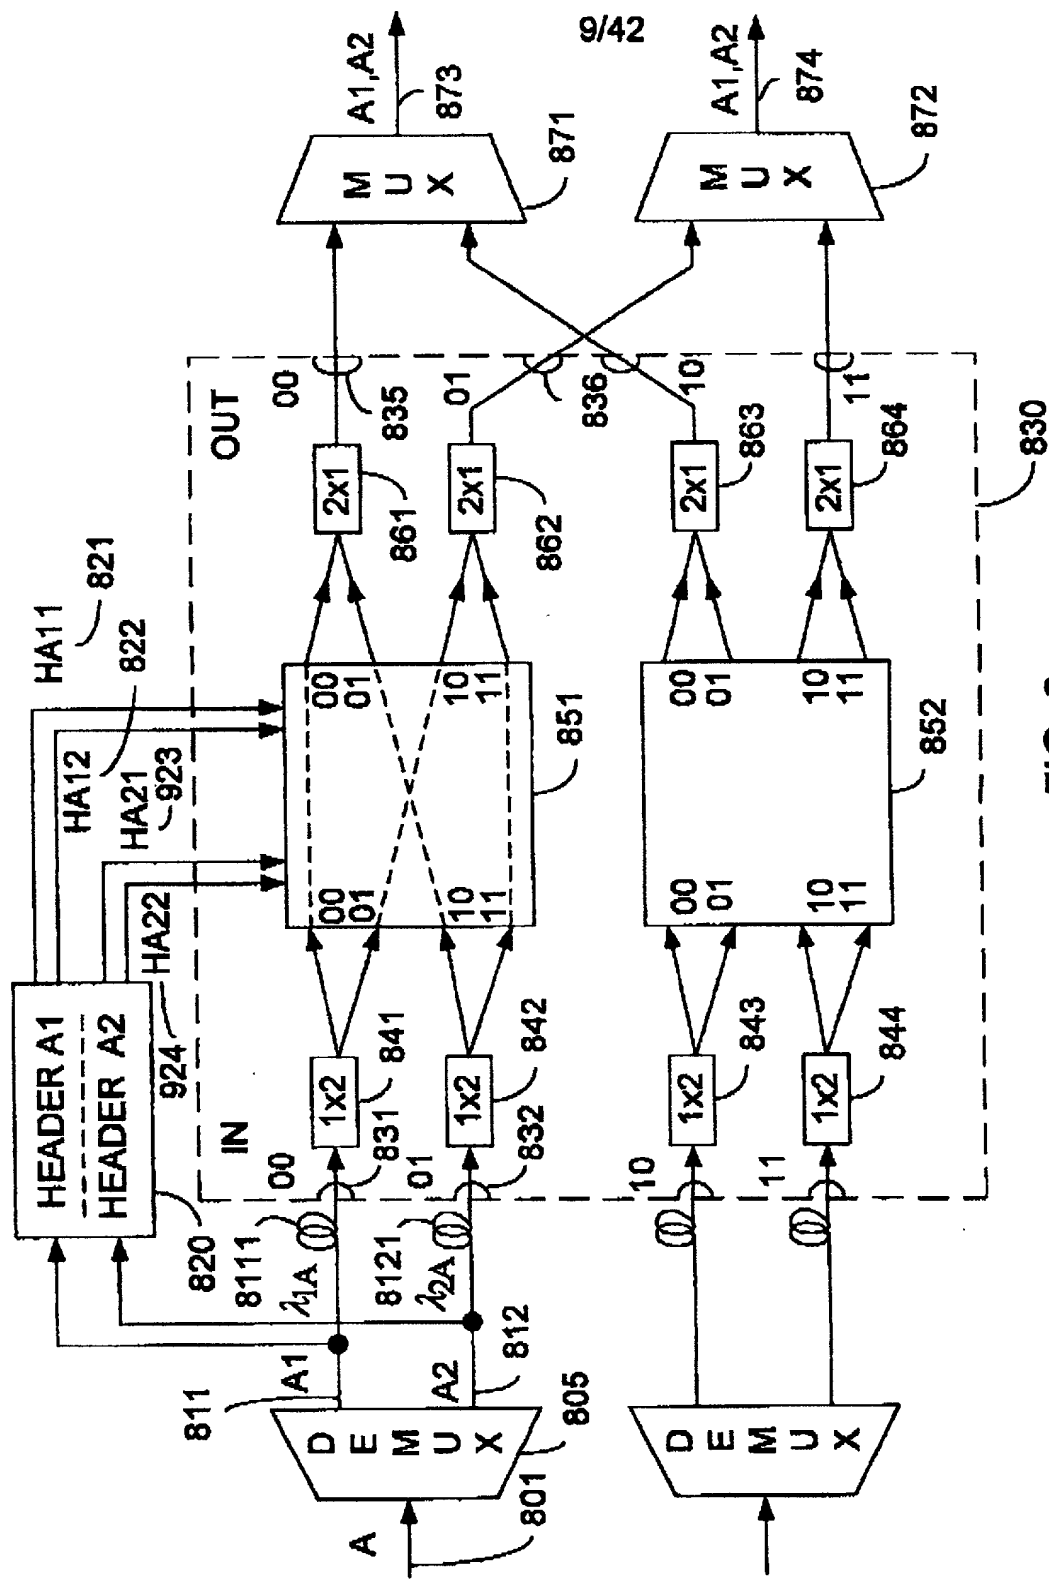 9/42
A1,A2
873
A1,A2
874
MUX
871
MUX
872
OUT
00
835
01
836
10
11
2x1
861
2x1
862
2x1
863
2x1
864
830
HA11
821
HA12
822
HA21
923
HA22
924
00
01
10
11
00
01
10
11
851
00
01
10
11
00
01
10
11
852
HEADER A1
HEADER A2
820
IN
1x2
841
1x2
842
1x2
843
1x2
844
00
831
01
832
10
11
8111
λ1A
8121
λ2A
811
A1
A2
812
DEMUX
805
DEMUX
A
801